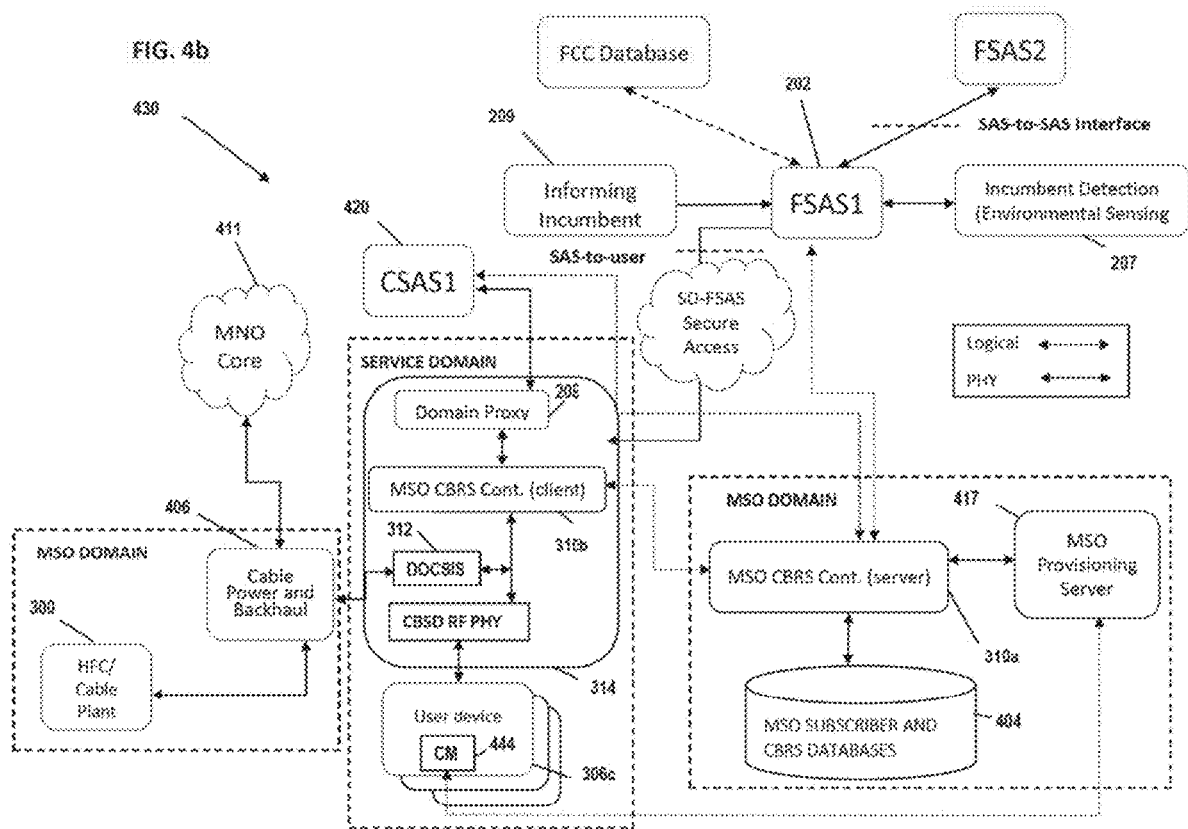 FIG. 4b
430
FCC Database
FSAS2
202
SAS-to-SAS Interface
209
Informing
Incumbent
FSAS1
Incumbent Detection
(Environmental Sensing
207
SAS-to-user
420
CSAS1
411
MNO
Core
SD-FSAS
Secure
Access
Logical
PHY
SERVICE DOMAIN
Domain Proxy
MSO CBRS Cont. (client)
310b
312
DOCSIS
CBSD RF PHY
314
User device
CM
444
306c
406
MSO DOMAIN
Cable
Power and
Backhaul
300
HFC/
Cable
Plant
MSO DOMAIN
417
MSO
Provisioning
Server
MSO CBRS Cont. (server)
310a
MSO SUBSCRIBER AND
CBRS DATABASES
404